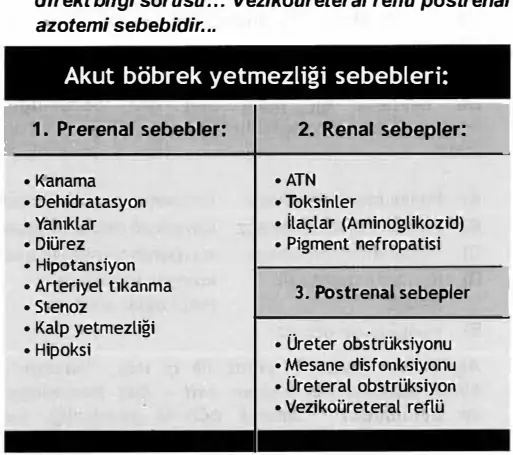 direkt bilgi sorusu... Vezikoüreteral reflü postrenal
azotemi sebebidir...
Akut böbrek yetmezliği sebebleri:
1. Prerenal sebebler:
• Kanama
• Dehidratasyon
• Yanıklar
• Diürez
• Hipotansiyon
• Arteriyel tıkanma
• Stenoz
• Kalp yetmezliği
• Hipoksi
2. Renal sebepler:
• ATN
• Toksinler
• İlaçlar (Aminoglikozid)
• Pigment nefropatisi
3. Postrenal sebepler
• Üreter obstrüksiyonu
• Mesane disfonksiyonu
• Üreteral obstrüksiyon
• Vezikoüreteral reflü